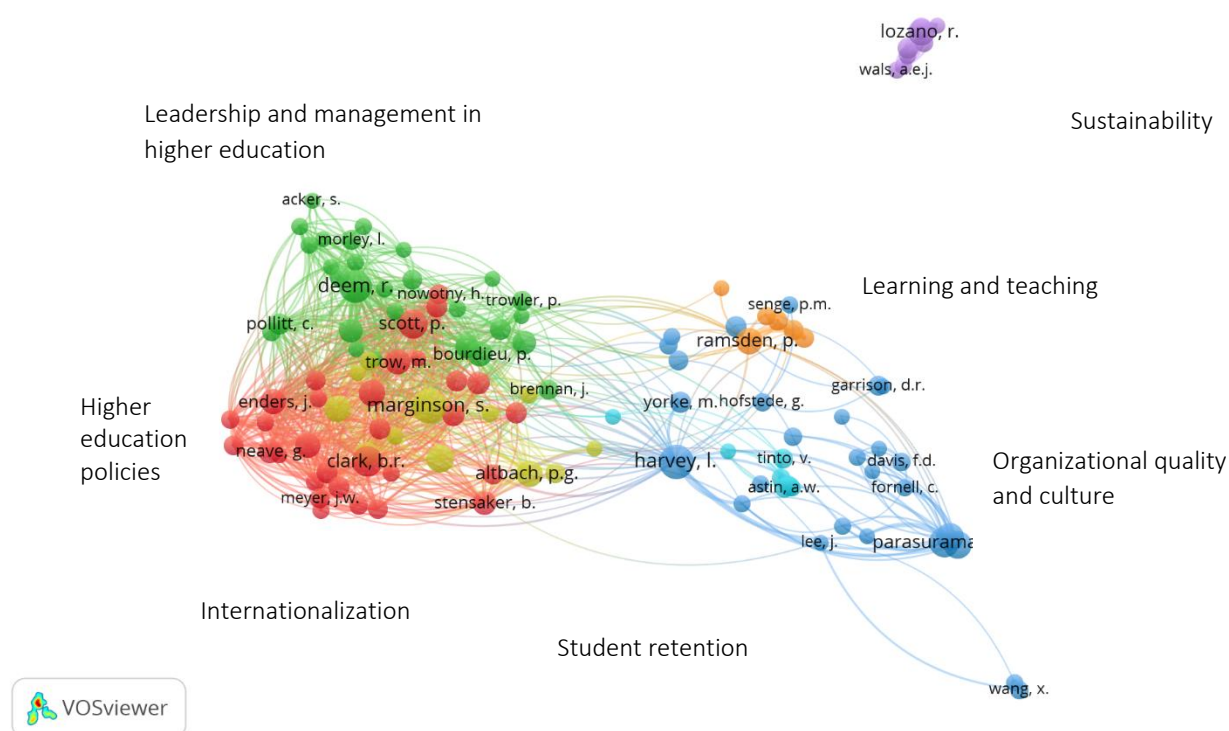 lozano, r.
wals, a.e.j.
Leadership and management in
higher education
Sustainability
acker, s.
morley, l.
deem, r.
nowotny, h.
trowler, p.
pollitt, c.
scott, p.
trow, m.
bourdieu, p.
brennan, j.
Learning and teaching
senge, p.m.
ramsden, p.
garrison, d.r.
yorke, m.
hofstede, g.
Higher
education
policies
enders, j.
marginson, s.
neave, g.
clark, b.r.
altbach, p.g.
meyer, j.w.
stensaker, b.
harvey, l.
tinto, v.
astin, a.w.
davis, f.d.
fornell, c.
lee, j.
parasurama
Organizational quality
and culture
Internationalization
Student retention
wang, x.
VOSviewer